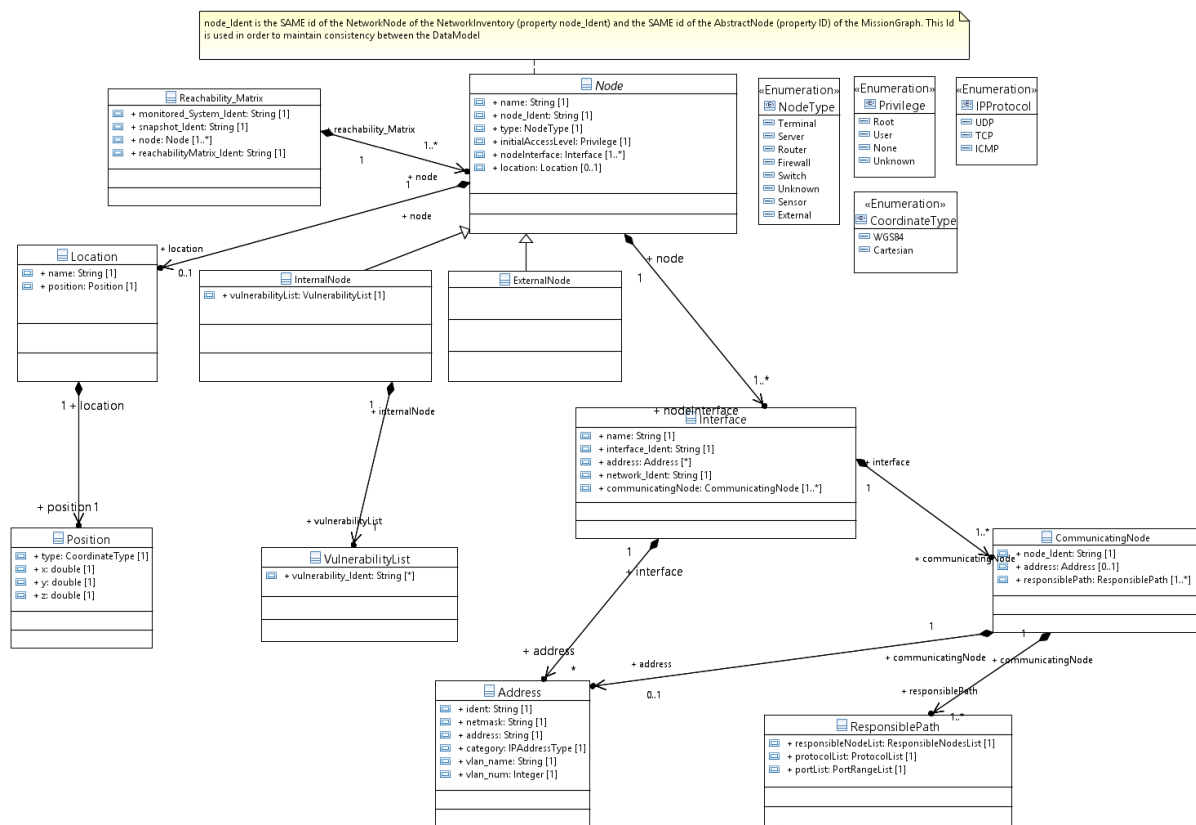 node_Ident is the SAME id of the NetworkNode of the NetworkInventory (property node_Ident) and the SAME id of the AbstractNode (property ID) of the MissionGraph. This Id
is used in order to maintain consistency between the DataModel
Reachability_Matrix
+ monitored_System_Ident: String [1]
+ snapshot_Ident: String [1]
+ node: Node [1..*]
+ reachabilityMatrix_Ident: String [1]
+ reachability_Matrix
1
1..*
+ node
Node
+ name: String [1]
+ node_Ident: String [1]
+ type: NodeType [1]
+ initialAccessLevel: Privilege [1]
+ nodeInterface: Interface [1..*]
+ location: Location [0..1]
«Enumeration»
NodeType
Terminal
Server
Router
Firewall
Switch
Unknown
Sensor
External
«Enumeration»
Privilege
Root
User
None
Unknown
«Enumeration»
IPProtocol
UDP
TCP
ICMP
«Enumeration»
CoordinateType
WGS84
Cartesian
1
+ node
+ location
0..1
Location
+ name: String [1]
+ position: Position [1]
InternalNode
+ vulnerabilityList: VulnerabilityList [1]
ExternalNode
+ node
1
1..*
+ nodeInterface
1 + location
+ position 1
1
+ internalNode
+ vulnerabilityList
1
Interface
+ name: String [1]
+ interface_Ident: String [1]
+ address: Address [*]
+ network_Ident: String [1]
+ communicatingNode: CommunicatingNode [1..*]
+ interface
1
1..*
+ communicatingNode
Position
+ type: CoordinateType [1]
+ x: double [1]
+ y: double [1]
+ z: double [1]
VulnerabilityList
+ vulnerability_Ident: String [*]
CommunicatingNode
+ node_Ident: String [1]
+ address: Address [0..1]
+ responsiblePath: ResponsiblePath [1..*]
1
+ interface
+ address
*
1
+ communicatingNode
+ address
0..1
1
+ communicatingNode
+ responsiblePath
1..*
Address
+ ident: String [1]
+ netmask: String [1]
+ address: String [1]
+ category: IPAddressType [1]
+ vlan_name: String [1]
+ vlan_num: Integer [1]
ResponsiblePath
+ responsibleNodeList: ResponsibleNodesList [1]
+ protocolList: ProtocolList [1]
+ portList: PortRangeList [1]